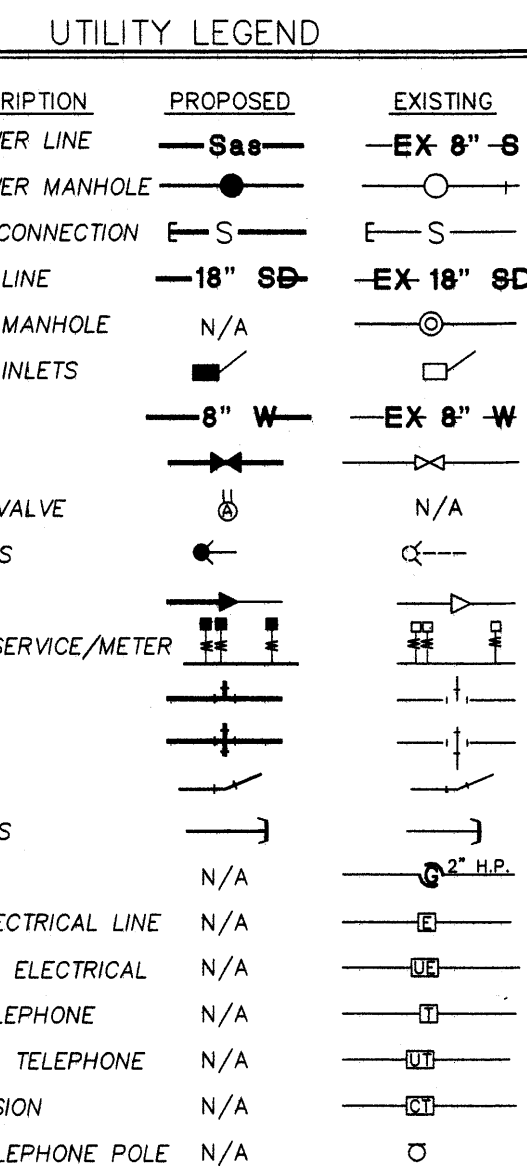 UTILITY LEGEND
RIPTION PROPOSED EXISTING
ER LINE Sas EX 8" S
ER MANHOLE
CONNECTION S S
LINE 18" SD EX 18" SD
MANHOLE N/A
INLETS
8" W EX 8" W
VALVE A N/A
S
SERVICE/METER
S
N/A G 2" H.P.
ECTRICAL LINE N/A E
ELECTRICAL N/A UE
LEPHONE N/A T
TELEPHONE N/A UT
SION N/A CT
LEPHONE POLE N/A